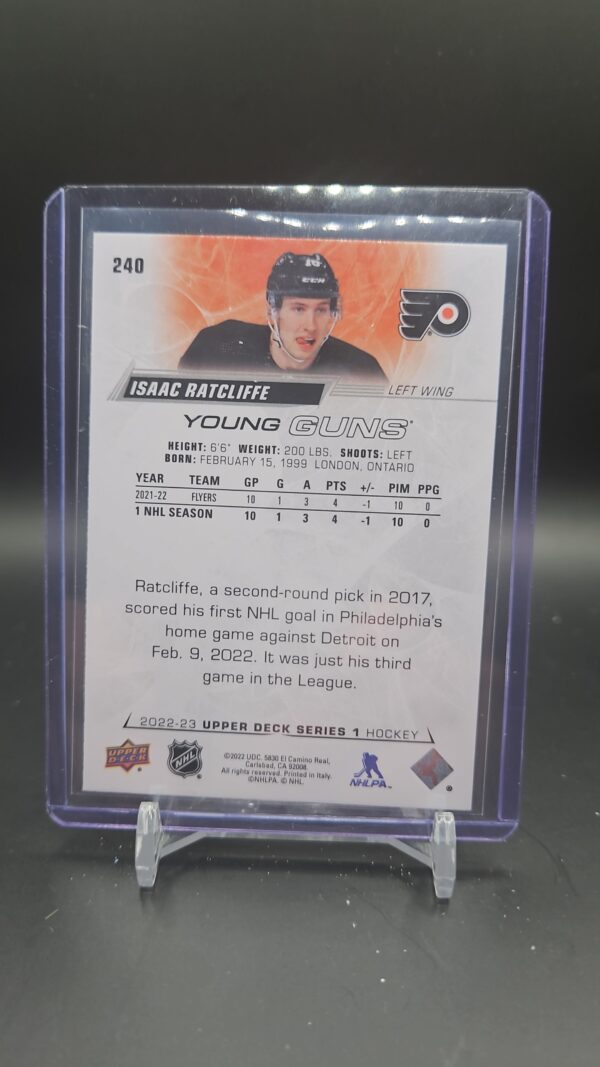 240
CCM
ISAAC RATCLIFFE
LEFT WING
YOUNG GUNS®
HEIGHT: 6'6" WEIGHT: 200 LBS. SHOOTS: LEFT
BORN: FEBRUARY 15, 1999 LONDON, ONTARIO
YEAR TEAM GP G A PTS +/- PIM PPG
2021-22 FLYERS 10 1 3 4 -1 10 0
1 NHL SEASON 10 1 3 4 -1 10 0
Ratcliffe, a second-round pick in 2017,
scored his first NHL goal in Philadelphia's
home game against Detroit on
Feb. 9, 2022. It was just his third
game in the League.
2022-23 UPPER DECK SERIES 1 HOCKEY
UPPER DECK
NHL
©2022 UDC. 5830 El Camino Real,
Carlsbad, CA 92008.
All rights reserved. Printed in Italy.
©NHLPA. © NHL.
NHLPA™
®